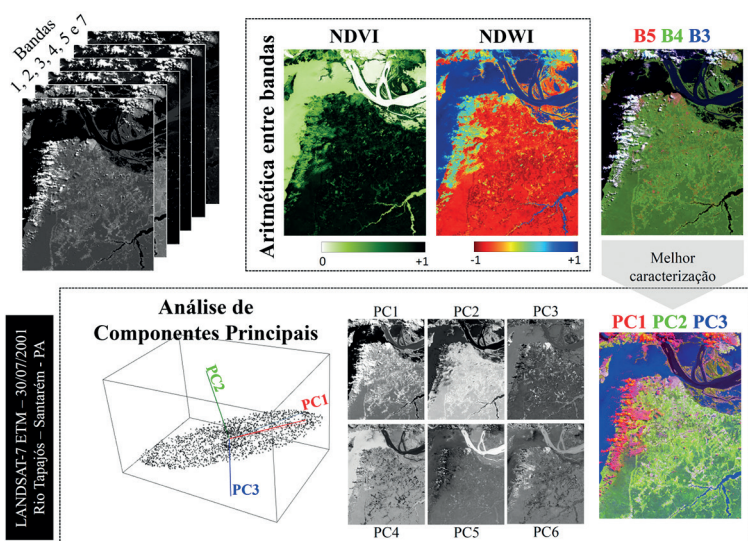 Bandas
1, 2, 3, 4, 5 e 7
Aritmética entre bandas
NDVI
NDWI
0
+1
-1
+1
B5 B4 B3
Melhor
caracterização
LANDSAT-7 ETM – 30/07/2001
Rio Tapajós – Santarém - PA
Análise de
Componentes Principais
PC2
PC1
PC3
PC1
PC2
PC3
PC4
PC5
PC6
PC1 PC2 PC3